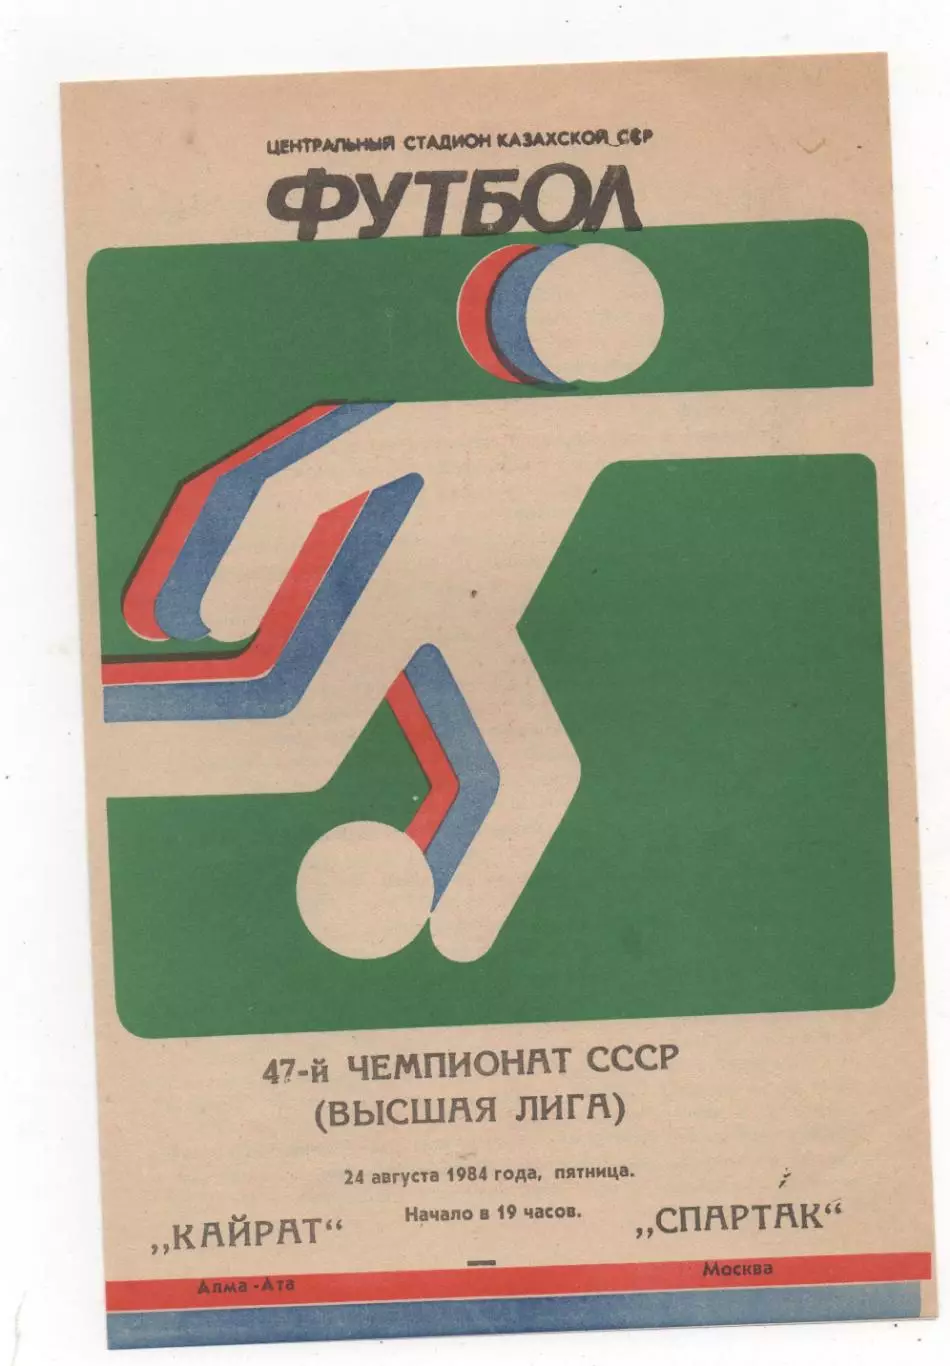 ЦЕНТРАЛЬНЫЙ СТАДИОН КАЗАХСКОЙ ССР
ФУТБОЛ
47-й ЧЕМПИОНАТ СССР
(ВЫСШАЯ ЛИГА)
24 августа 1984 года, пятница.
Начало в 19 часов.
„КАЙРАТ“ — „СПАРТАК“
Алма-Ата Москва